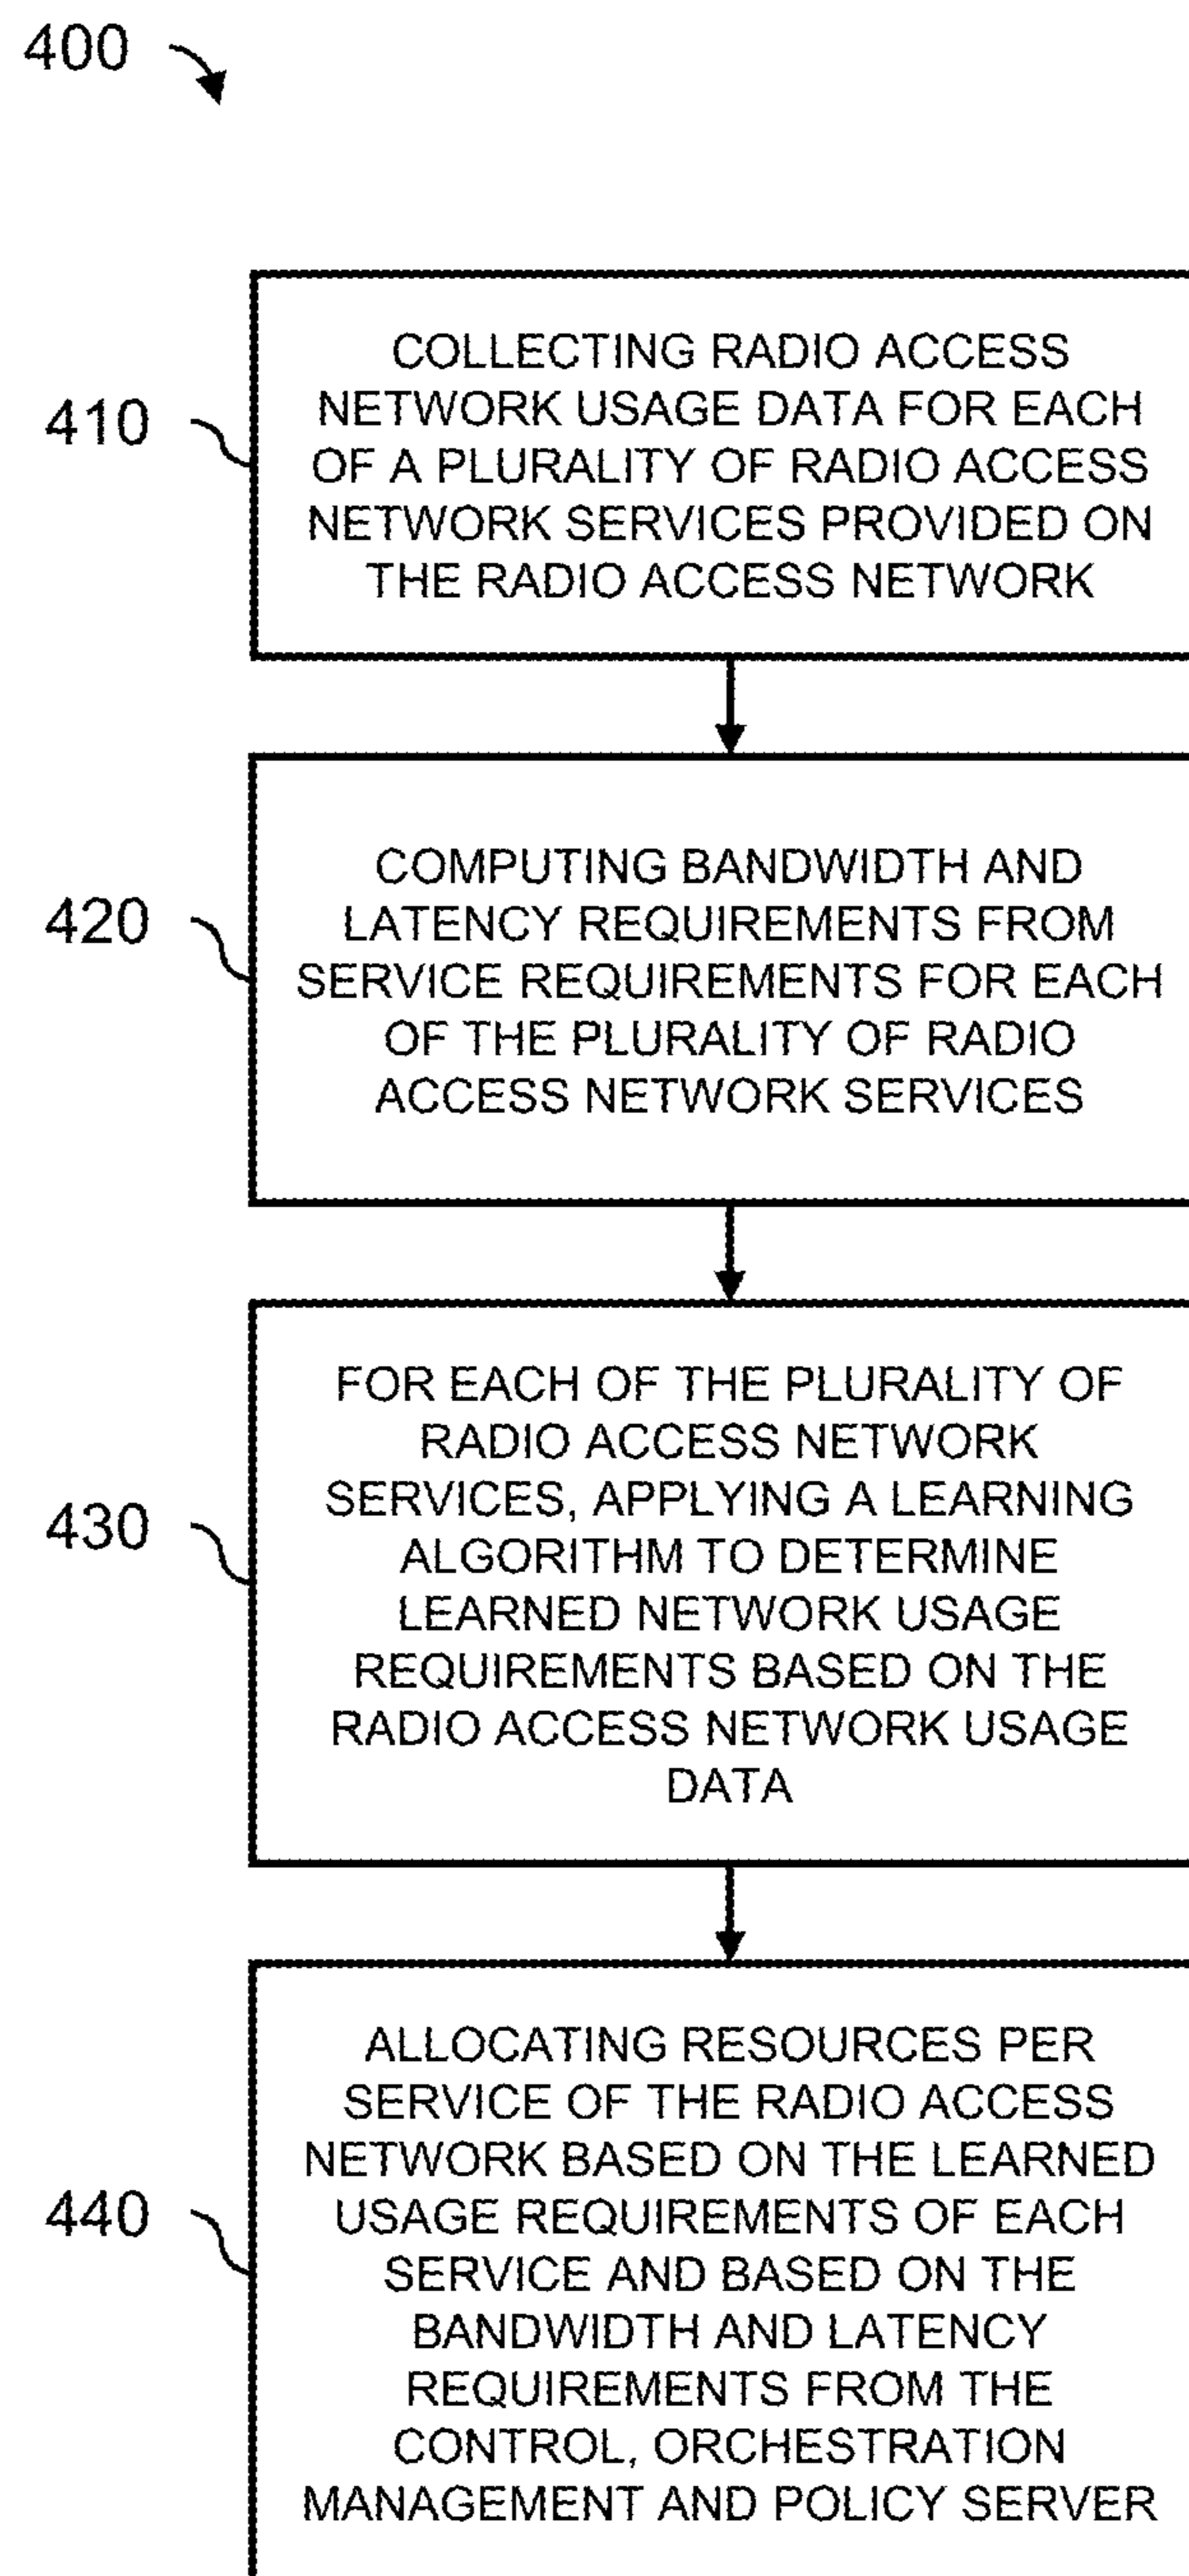 400
410
COLLECTING RADIO ACCESS
NETWORK USAGE DATA FOR EACH
OF A PLURALITY OF RADIO ACCESS
NETWORK SERVICES PROVIDED ON
THE RADIO ACCESS NETWORK
420
COMPUTING BANDWIDTH AND
LATENCY REQUIREMENTS FROM
SERVICE REQUIREMENTS FOR EACH
OF THE PLURALITY OF RADIO
ACCESS NETWORK SERVICES
430
FOR EACH OF THE PLURALITY OF
RADIO ACCESS NETWORK
SERVICES, APPLYING A LEARNING
ALGORITHM TO DETERMINE
LEARNED NETWORK USAGE
REQUIREMENTS BASED ON THE
RADIO ACCESS NETWORK USAGE
DATA
440
ALLOCATING RESOURCES PER
SERVICE OF THE RADIO ACCESS
NETWORK BASED ON THE LEARNED
USAGE REQUIREMENTS OF EACH
SERVICE AND BASED ON THE
BANDWIDTH AND LATENCY
REQUIREMENTS FROM THE
CONTROL, ORCHESTRATION
MANAGEMENT AND POLICY SERVER